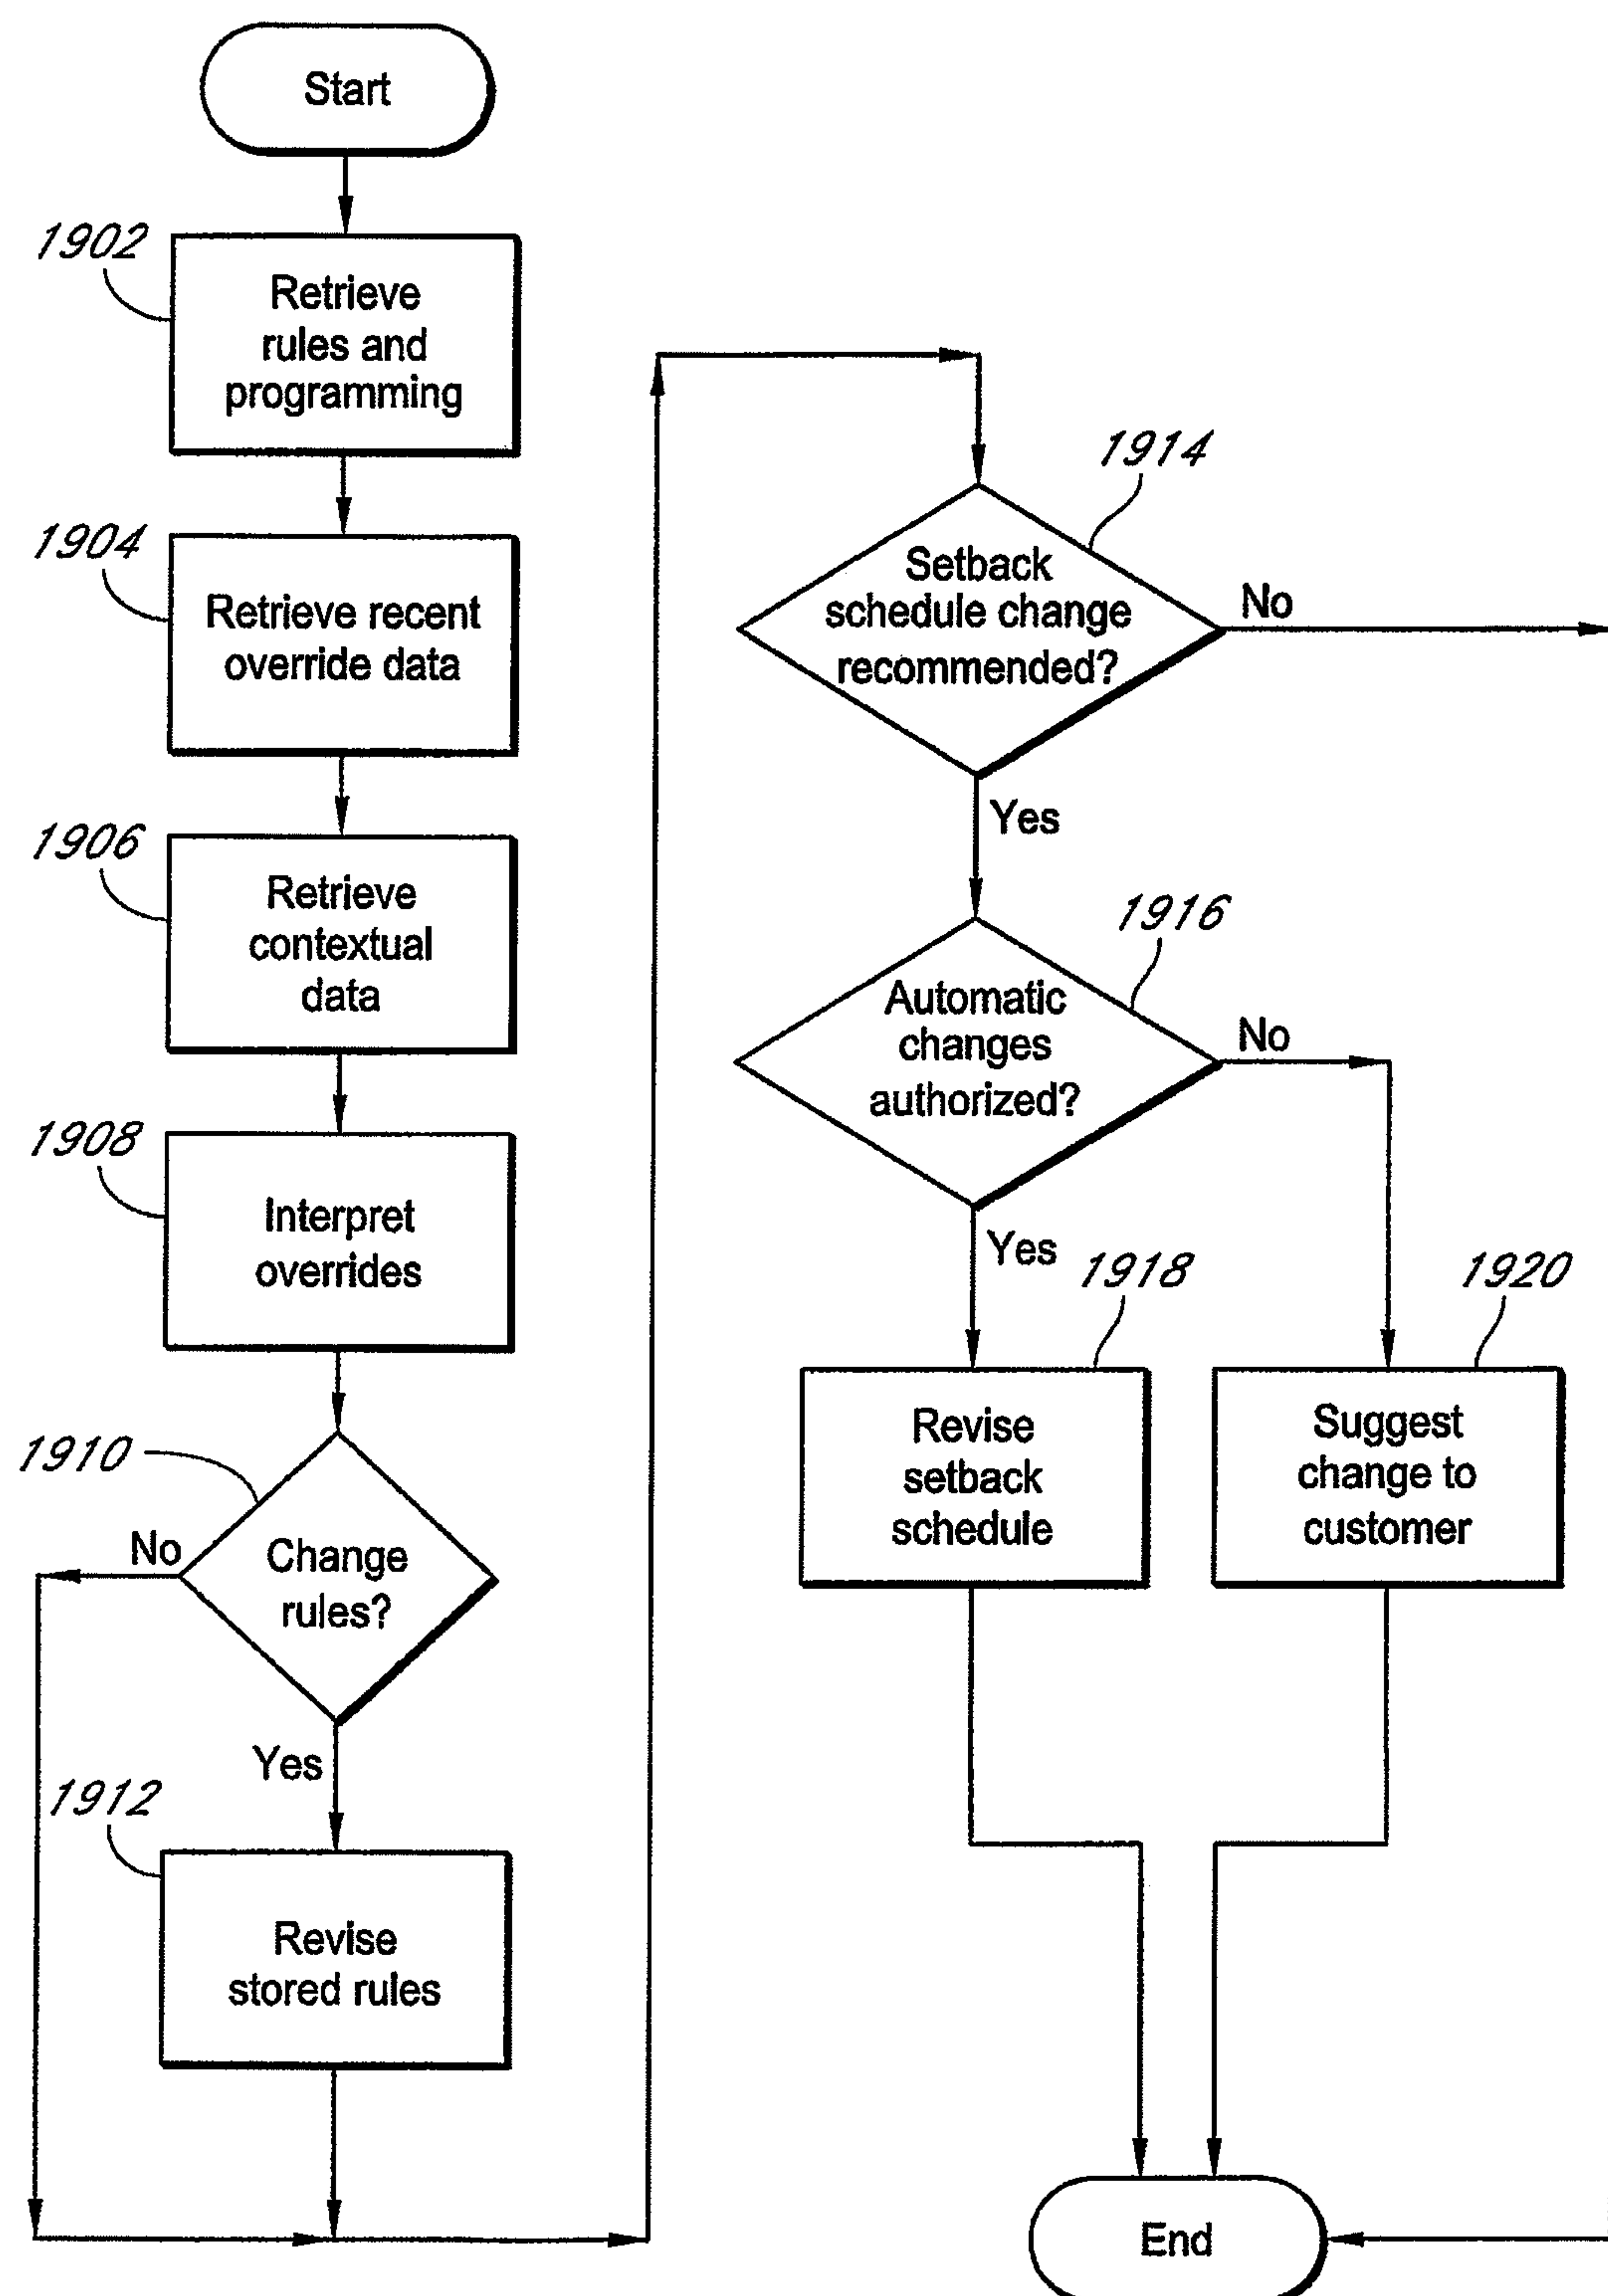 Start
1902
Retrieve
rules and
programming
1904
Retrieve recent
override data
1906
Retrieve
contextual
data
1908
Interpret
overrides
1910
No
Change
rules?
Yes
1912
Revise
stored rules
1914
Setback
schedule change
recommended?
No
Yes
1916
Automatic
changes
authorized?
No
Yes
1918
Revise
setback
schedule
1920
Suggest
change to
customer
End